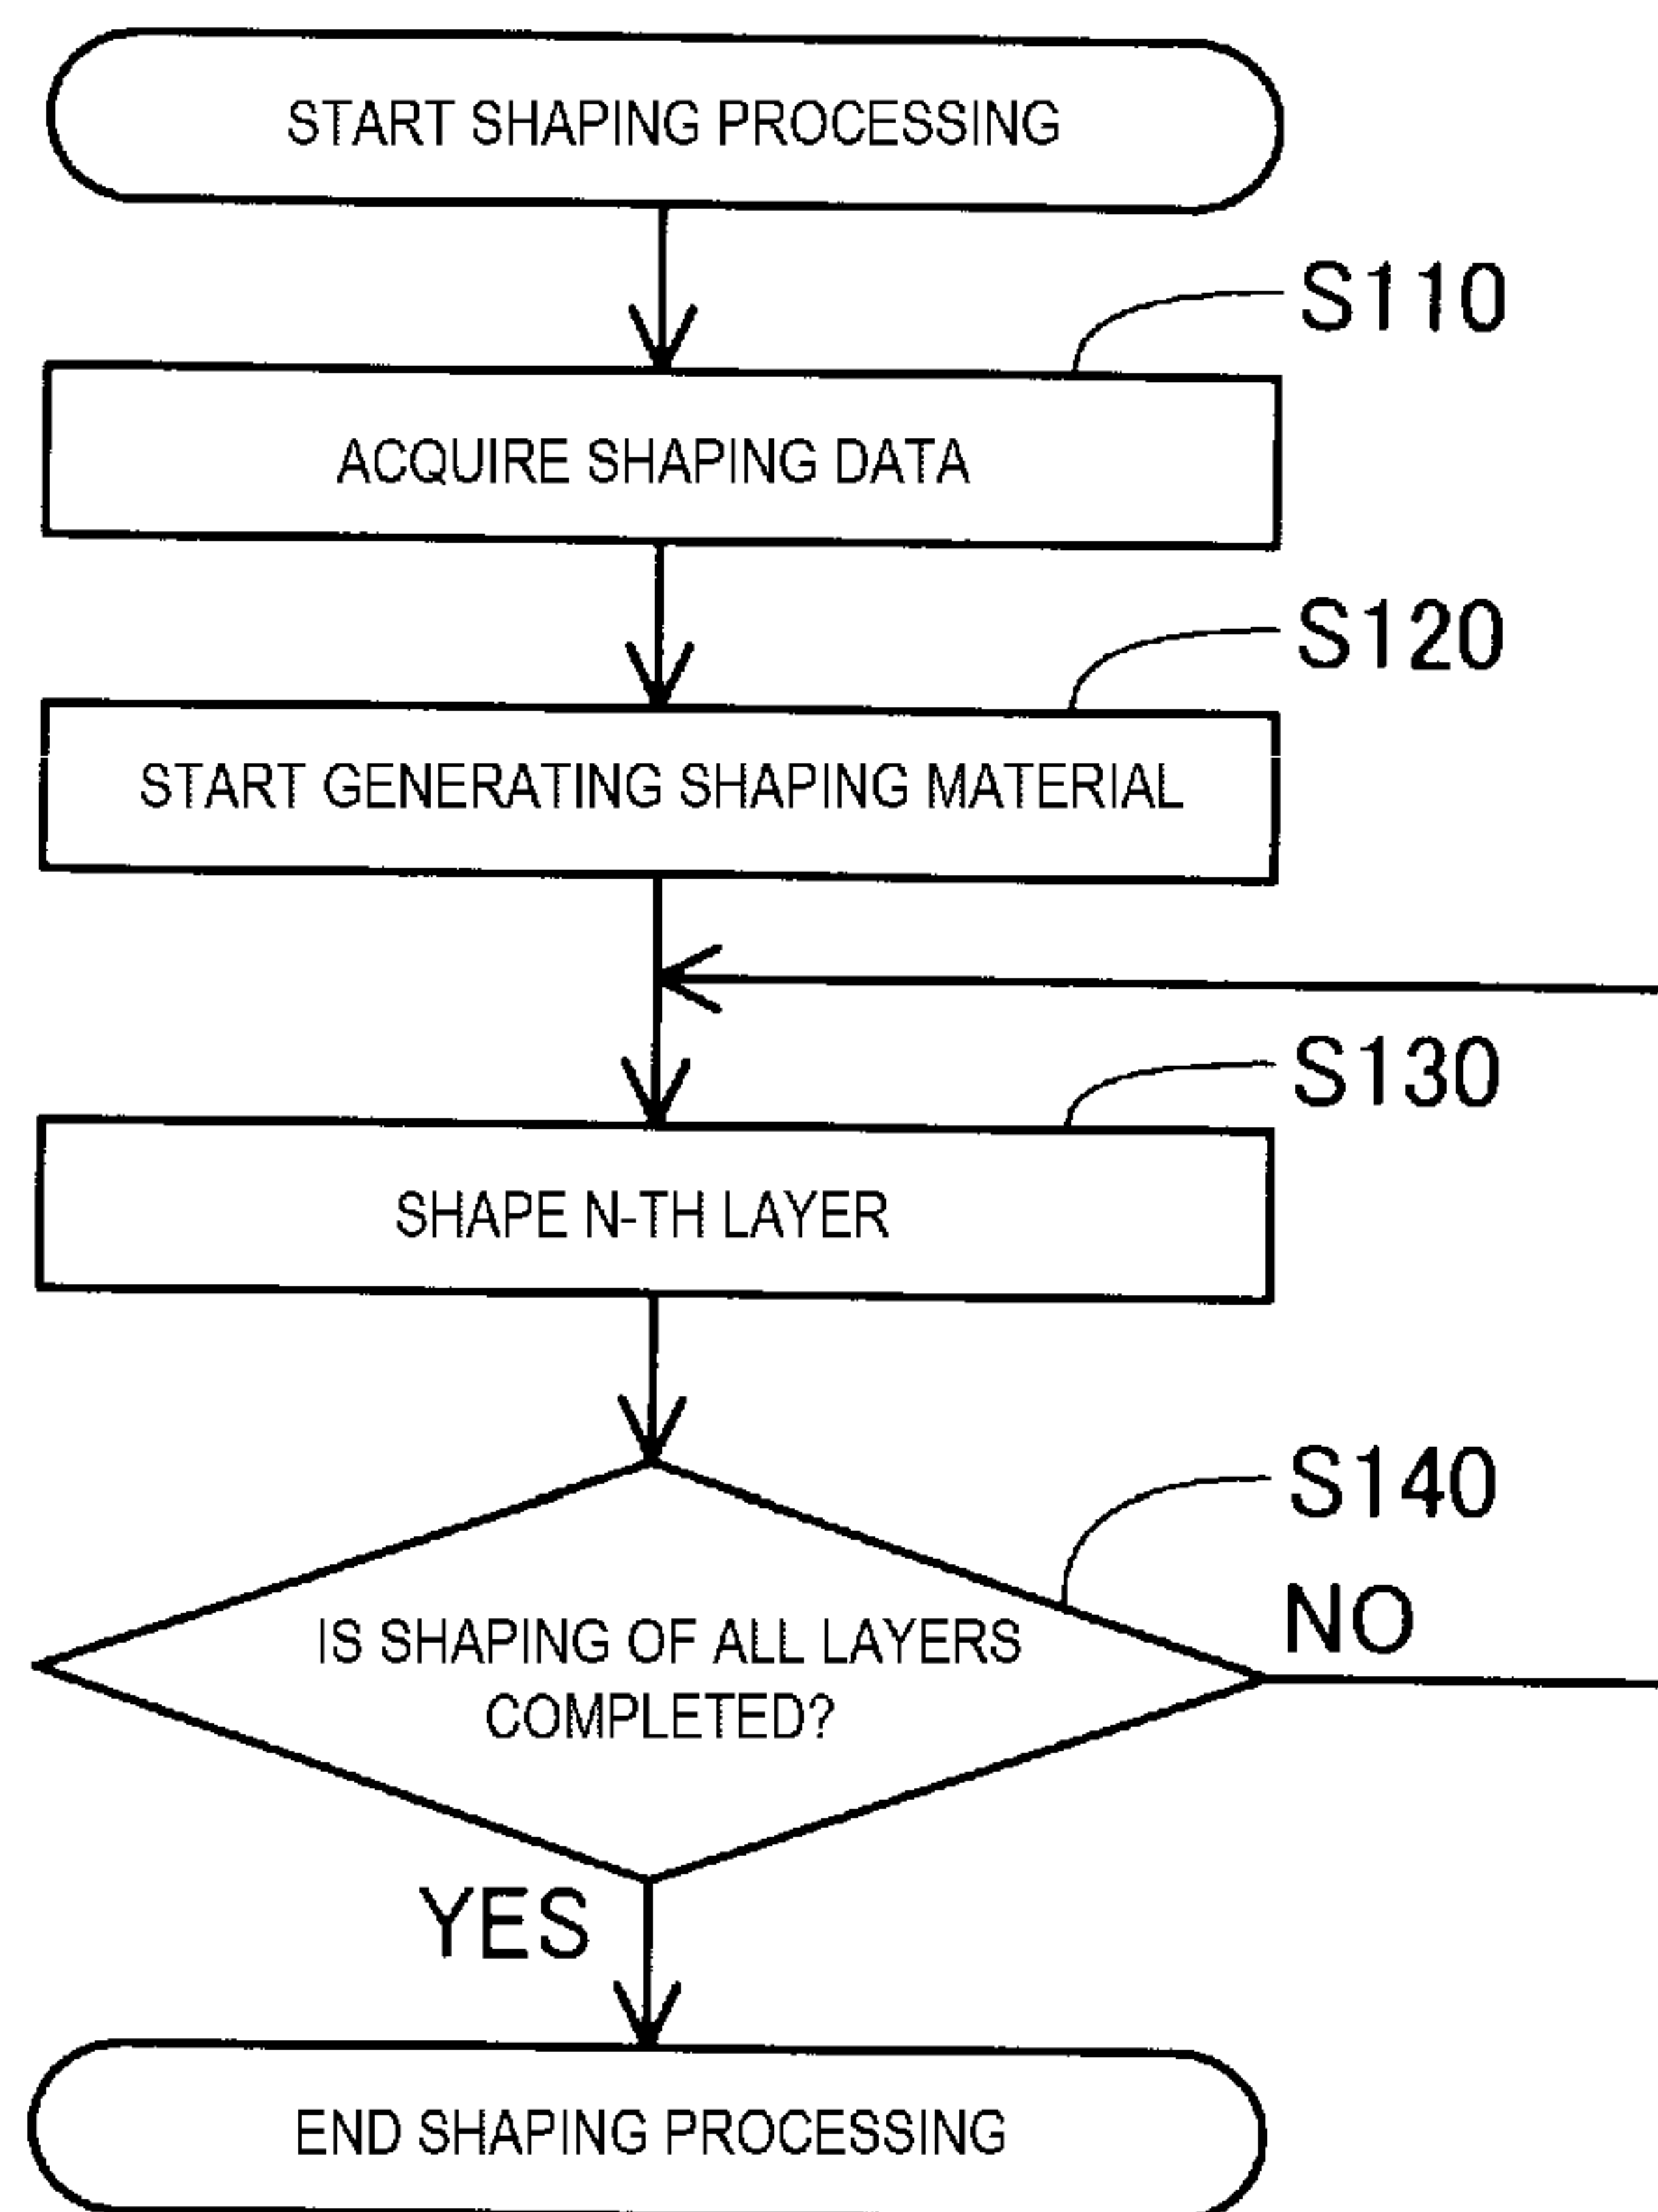 START SHAPING PROCESSING
S110
ACQUIRE SHAPING DATA
S120
START GENERATING SHAPING MATERIAL
S130
SHAPE N-TH LAYER
S140
NO
IS SHAPING OF ALL LAYERS
COMPLETED?
YES
END SHAPING PROCESSING